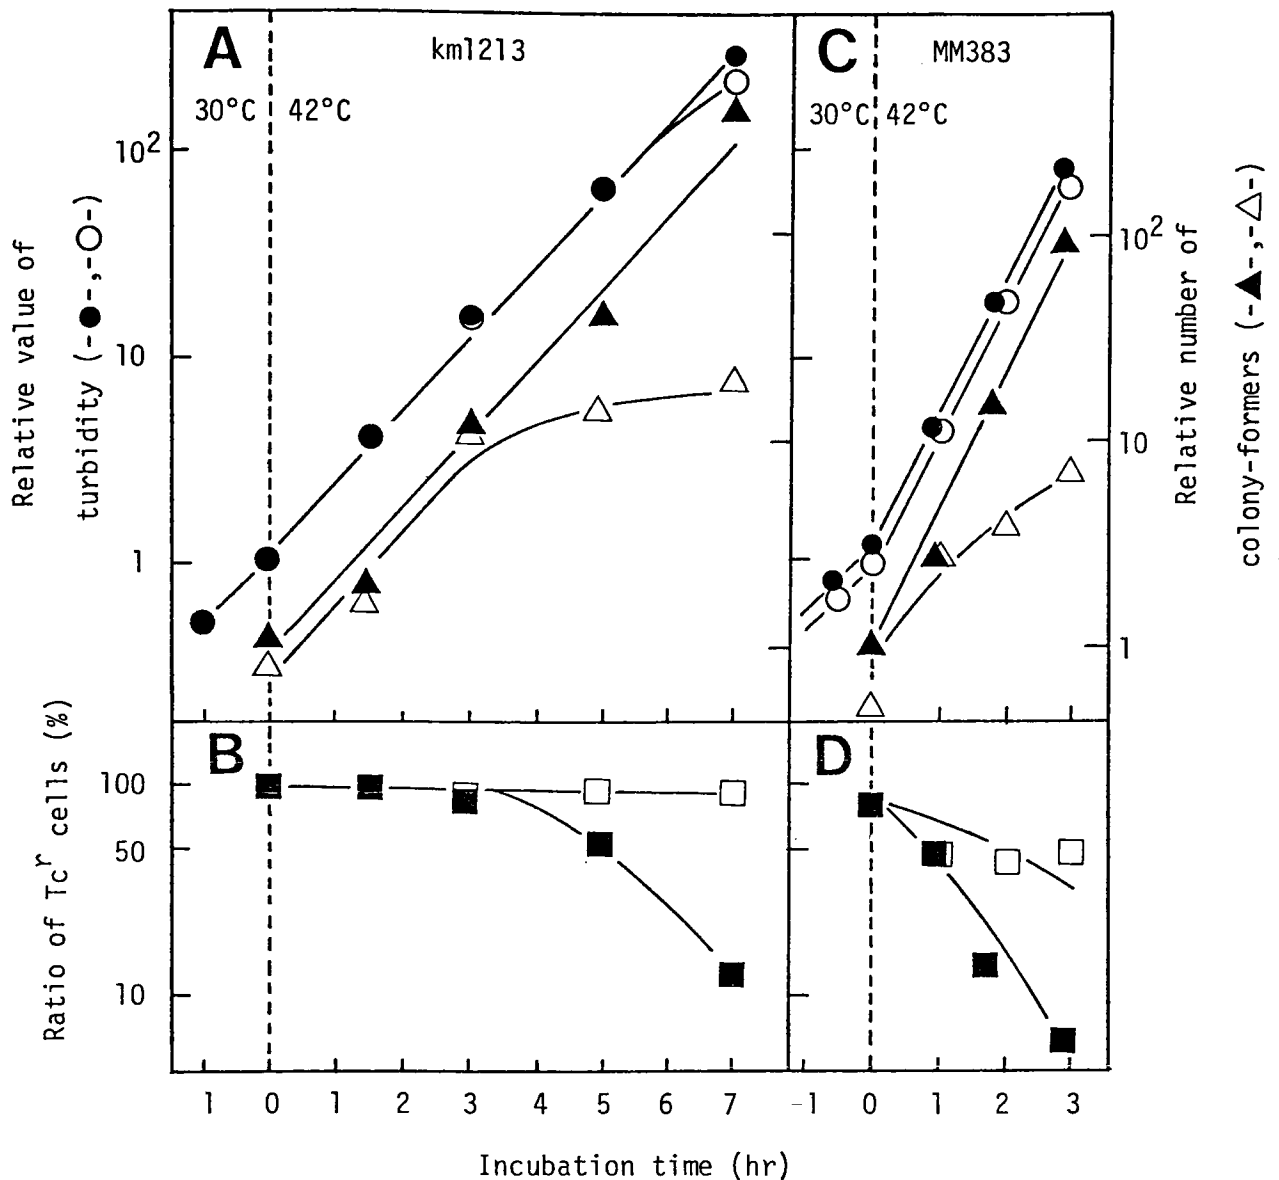 A
km1213
30°C 42°C
C
MM383
30°C 42°C
10²
10
1
Relative value of
turbidity (-●-,-○-)
10²
10
1
Relative number of
colony-formers (-▲-,-△-)
B
D
100
50
10
Ratio of Tcʳ cells (%)
1 0 1 2 3 4 5 6 7
-1 0 1 2 3
Incubation time (hr)